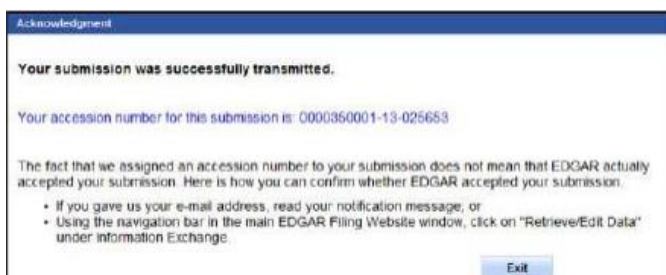 Acknowledgment
Your submission was successfully transmitted.
Your accession number for this submission is: 0000350001-13-025653
The fact that we assigned an accession number to your submission does not mean that EDGAR actually
accepted your submission. Here is how you can confirm whether EDGAR accepted your submission.
• If you gave us your e-mail address, read your notification message; or
• Using the navigation bar in the main EDGAR Filing Website window, click on "Retrieve/Edit Data"
under Information Exchange.
Exit